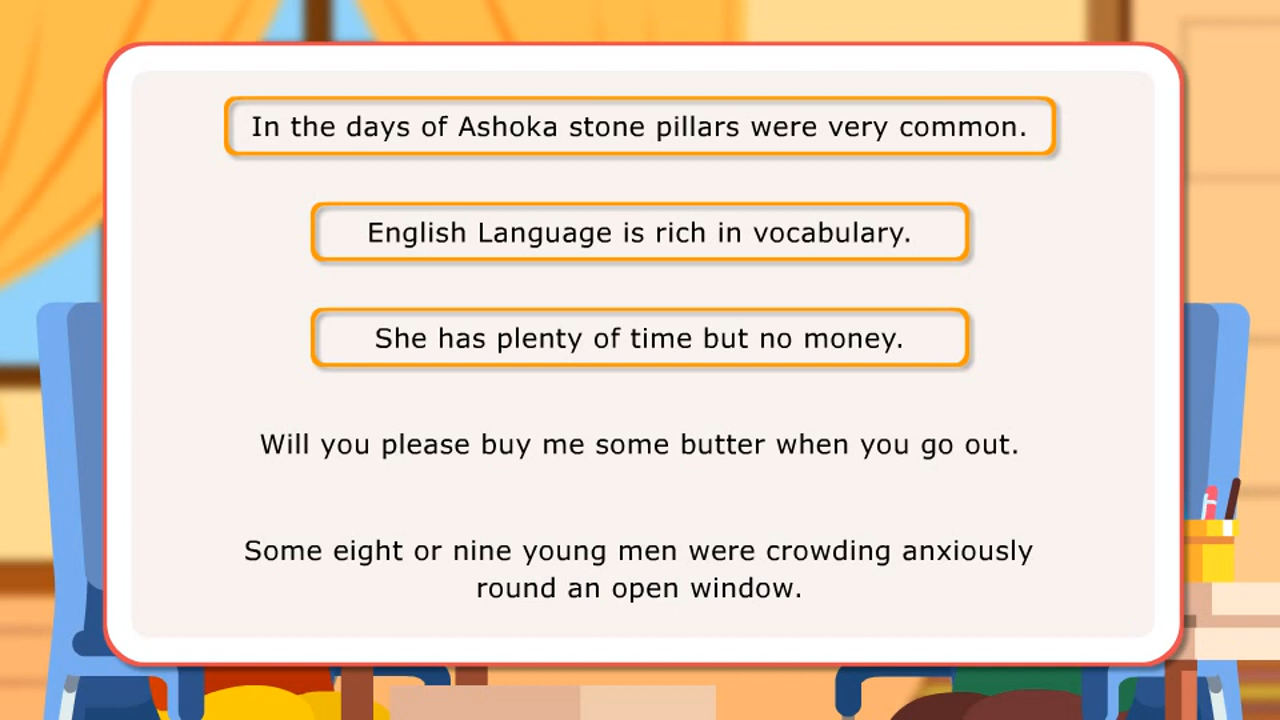 In the days of Ashoka stone pillars were very common.
English Language is rich in vocabulary.
She has plenty of time but no money.
Will you please buy me some butter when you go out.
Some eight or nine young men were crowding anxiously
round an open window.